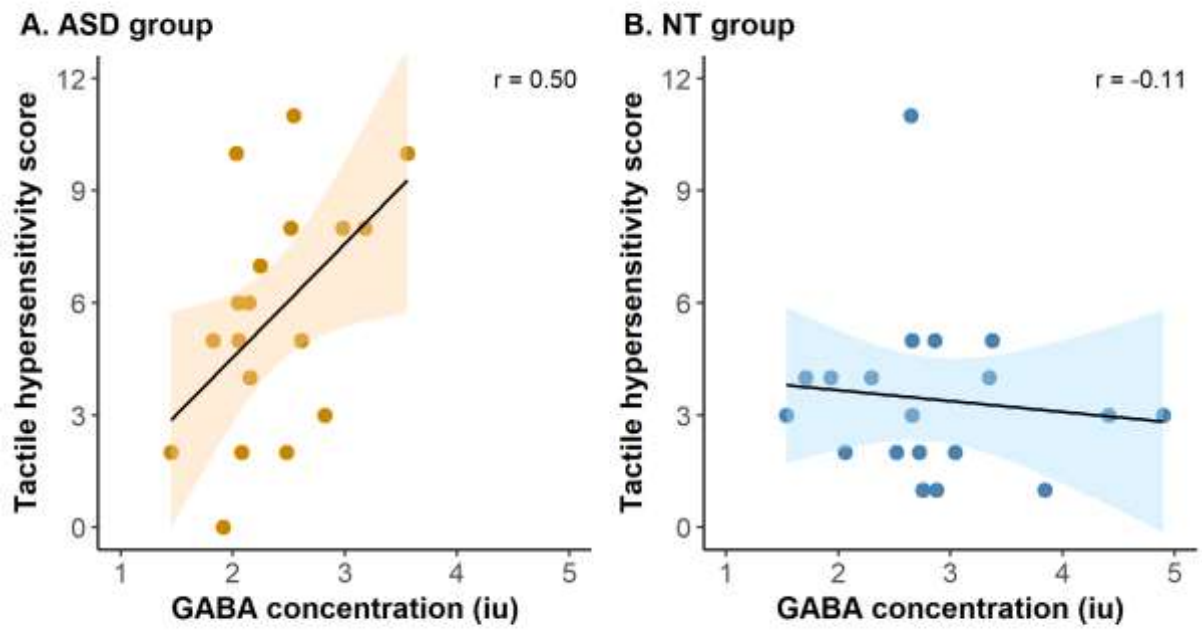 A. ASD group
r = 0.50
Tactile hypersensitivity score
12
9
6
3
0
1 2 3 4 5
GABA concentration (iu)
B. NT group
r = -0.11
Tactile hypersensitivity score
12
9
6
3
0
1 2 3 4 5
GABA concentration (iu)